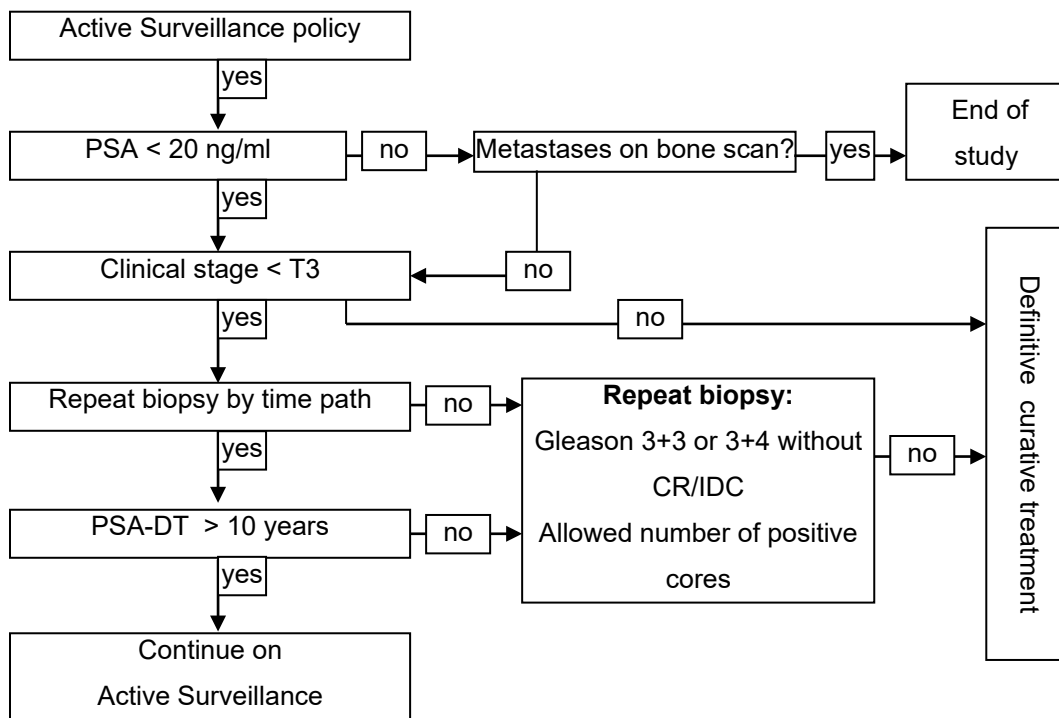 Active Surveillance policy
yes
PSA < 20 ng/ml
no
Metastases on bone scan?
yes
End of
study
yes
Clinical stage < T3
no
yes
no
Definitive curative treatment
Repeat biopsy by time path
no
Repeat biopsy:
Gleason 3+3 or 3+4 without
CR/IDC
Allowed number of positive
cores
no
yes
PSA-DT > 10 years
no
yes
Continue on
Active Surveillance